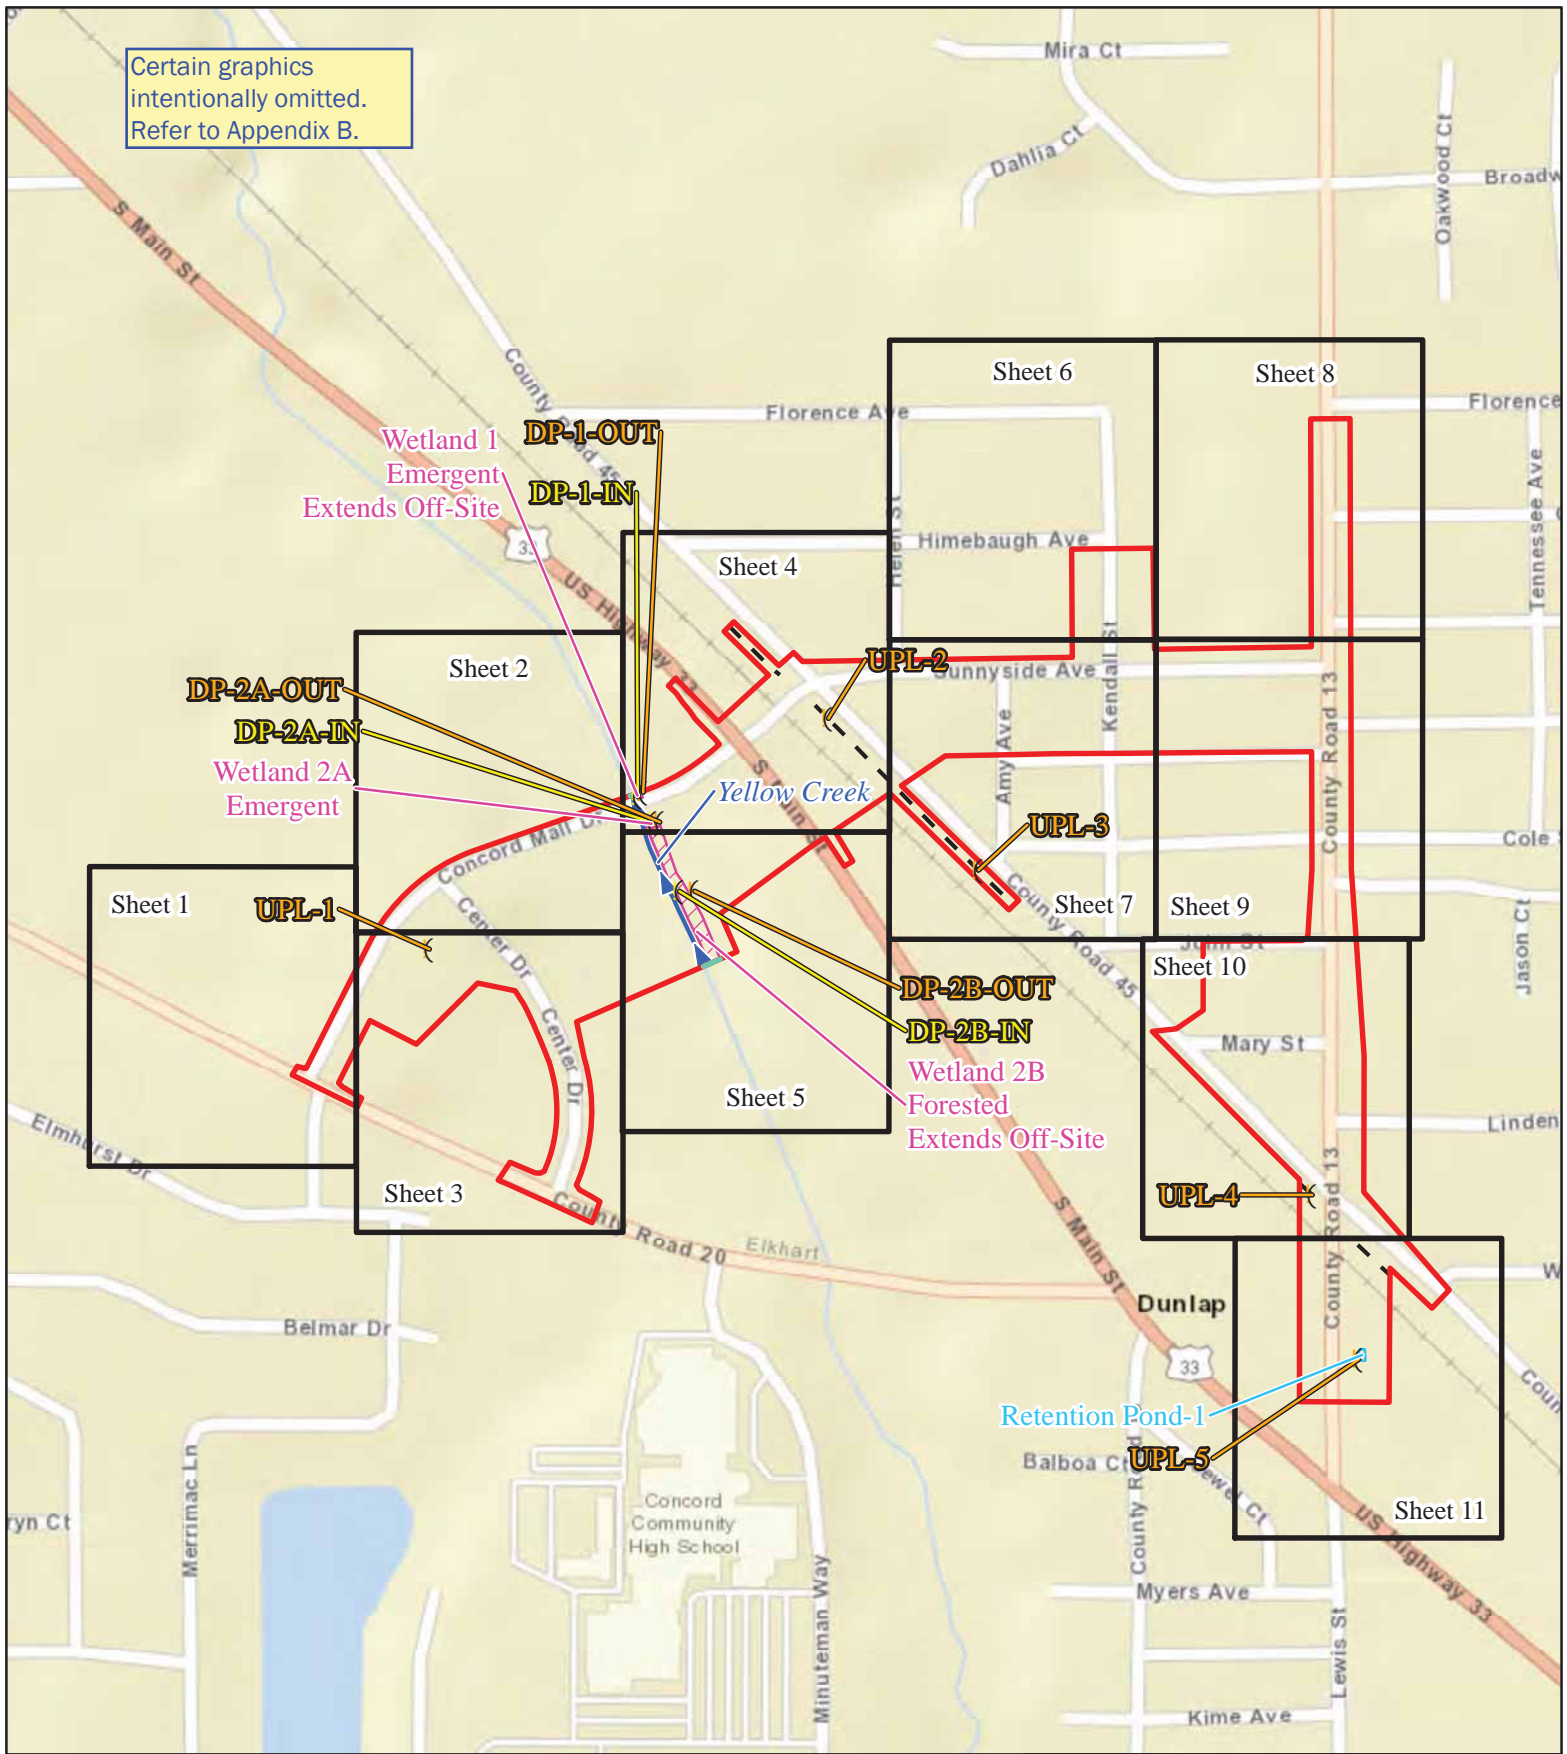 Certain graphics
intentionally omitted.
Refer to Appendix B.
Mira Ct
Dahlia Ct
Oakwood Ct
Broadw
S Main St
County Road 45
Sheet 6
Sheet 8
Florence Ave
Florence
Wetland 1
Emergent
Extends Off-Site
DP-1-OUT
DP-1-IN
33
Helen St
Himebaugh Ave
Tennessee Ave
Sheet 4
US Highway 33
Sheet 2
UPL-2
Sunnyside Ave
Kendall St
County Road 13
DP-2A-OUT
DP-2A-IN
Wetland 2A
Emergent
Yellow Creek
Amy Ave
S Main St
UPL-3
Cole
Concord Mall Dr
Sheet 1
UPL-1
Center Dr
County Road 45
Sheet 7
Sheet 9
Jason Ct
John St
Sheet 10
DP-2B-OUT
DP-2B-IN
Center Dr
Mary St
Wetland 2B
Forested
Extends Off-Site
Sheet 5
Linden
Elmhurst Dr
Sheet 3
UPL-4
County Road 13
County Road 20
Elkhart
S Main St
W
Dunlap
Belmar Dr
33
Retention Pond-1
Coun
UPL-5
Balboa Ct
County Rd
Jewel Ct
Merrimac Ln
ryn Ct
Concord
Community
High School
Sheet 11
US Highway 33
Minuteman Way
Myers Ave
Lewis St
Kime Ave